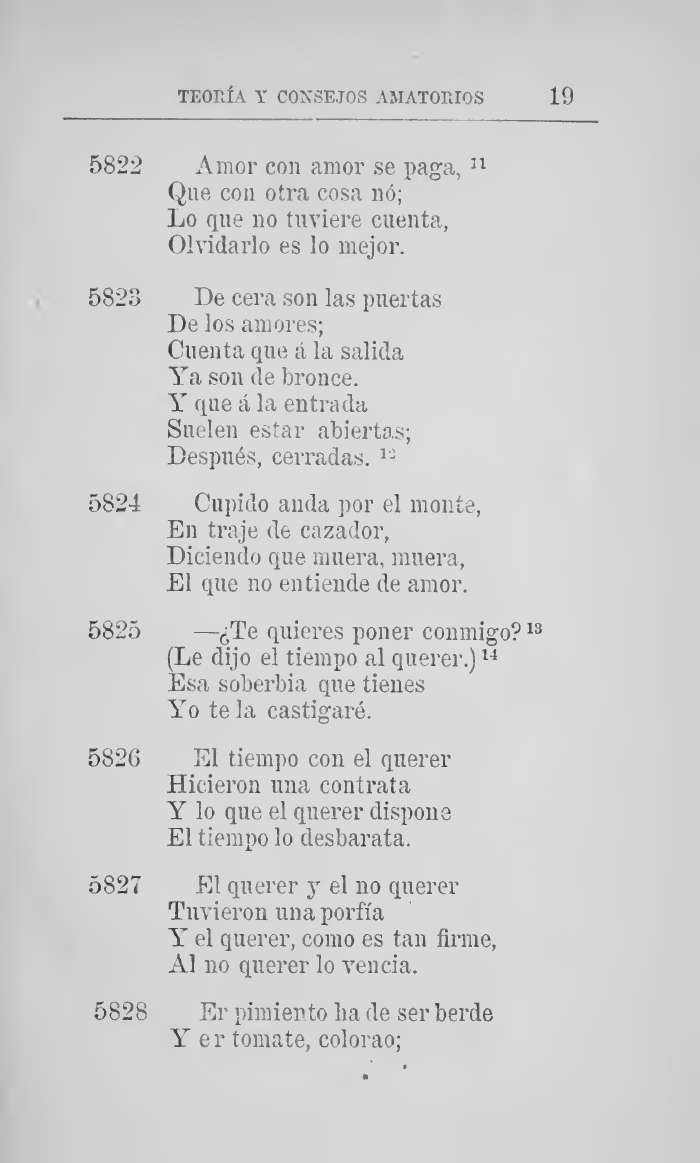 TEORÍA Y CONSEJOS AMATORIOS 19
5822 Amor con amor se paga, ¹¹
Que con otra cosa nó;
Lo que no tuviere cuenta,
Olvidarlo es lo mejor.
5823 De cera son las puertas
De los amores;
Cuenta que á la salida
Ya son de bronce.
Y que á la entrada
Suelen estar abiertas;
Después, cerradas. ¹²
5824 Cupido anda por el monte,
En traje de cazador,
Diciendo que muera, muera,
El que no entiende de amor.
5825 —¿Te quieres poner conmigo? ¹³
(Le dijo el tiempo al querer.) ¹⁴
Esa soberbia que tienes
Yo te la castigaré.
5826 El tiempo con el querer
Hicieron una contrata
Y lo que el querer dispone
El tiempo lo desbarata.
5827 El querer y el no querer
Tuvieron una porfía
Y el querer, como es tan firme,
Al no querer lo vencia.
5828 Er pimiento ha de ser berde
Y er tomate, colorao;